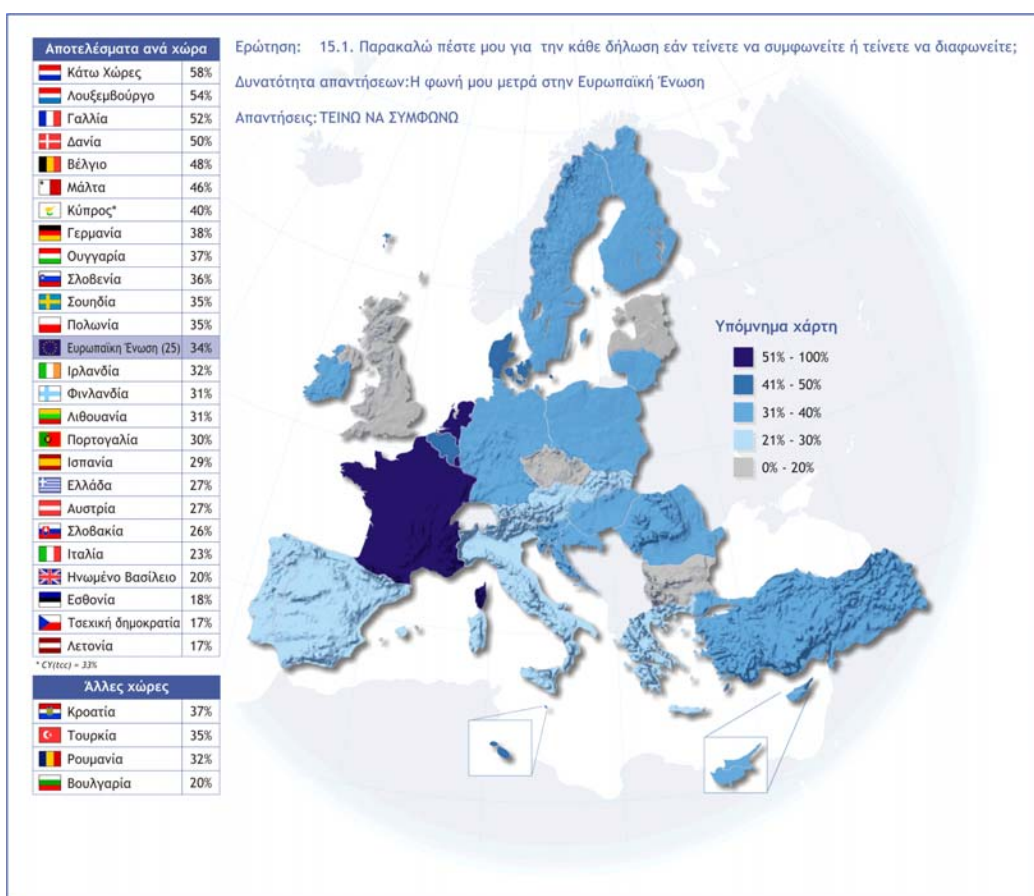 Ερώτηση: 15.1. Παρακαλώ πέστε μου για την κάθε δήλωση εάν τείνετε να συμφωνείτε ή τείνετε να διαφωνείτε;
Δυνατότητα απαντήσεων:Η φωνή μου μετρά στην Ευρωπαϊκή Ένωση
Απαντήσεις: ΤΕΙΝΩ ΝΑ ΣΥΜΦΩΝΩ
Αποτελέσματα ανά χώρα
Κάτω Χώρες 58%
Λουξεμβούργο 54%
Γαλλία 52%
Δανία 50%
Βέλγιο 48%
Μάλτα 46%
Κύπρος* 40%
Γερμανία 38%
Ουγγαρία 37%
Σλοβενία 36%
Σουηδία 35%
Πολωνία 35%
Ευρωπαϊκη Ένωση (25) 34%
Ιρλανδία 32%
Φινλανδία 31%
Λιθουανία 31%
Πορτογαλία 30%
Ισπανία 29%
Ελλάδα 27%
Αυστρία 27%
Σλοβακία 26%
Ιταλία 23%
Ηνωμένο Βασίλειο 20%
Εσθονία 18%
Τσεχική δημοκρατία 17%
Λετονία 17%
* CY(tcc) = 33%
Άλλες χώρες
Κροατία 37%
Τουρκία 35%
Ρουμανία 32%
Βουλγαρία 20%
Υπόμνημα χάρτη
51% - 100%
41% - 50%
31% - 40%
21% - 30%
0% - 20%